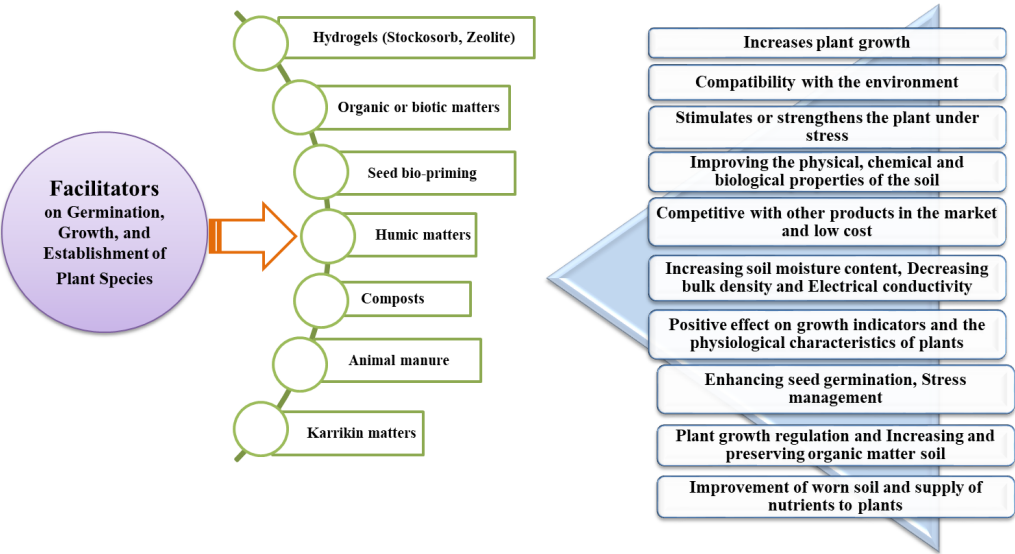 Facilitators
on Germination,
Growth, and
Establishment of
Plant Species
Hydrogels (Stockosorb, Zeolite)
Organic or biotic matters
Seed bio-priming
Humic matters
Composts
Animal manure
Karrikin matters
Increases plant growth
Compatibility with the environment
Stimulates or strengthens the plant under
stress
Improving the physical, chemical and
biological properties of the soil
Competitive with other products in the market
and low cost
Increasing soil moisture content, Decreasing
bulk density and Electrical conductivity
Positive effect on growth indicators and the
physiological characteristics of plants
Enhancing seed germination, Stress
management
Plant growth regulation and Increasing and
preserving organic matter soil
Improvement of worn soil and supply of
nutrients to plants